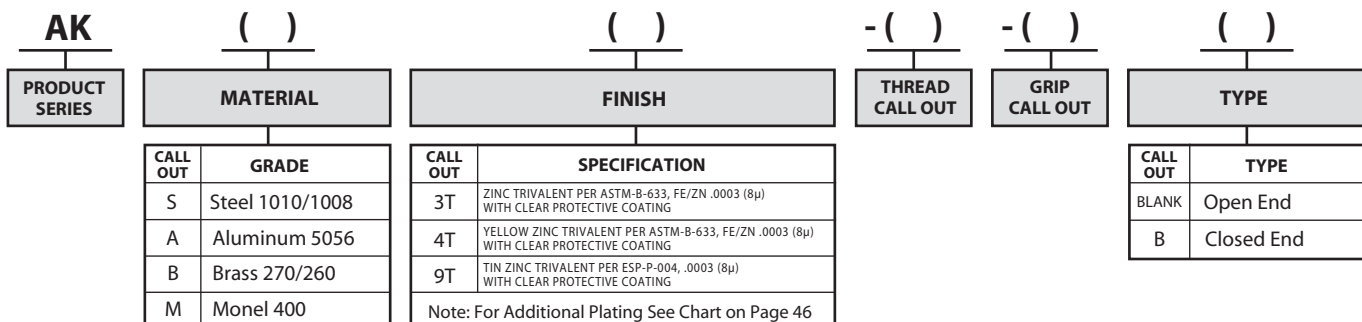 AK ( ) ( ) - ( ) - ( ) ( )
PRODUCT SERIES MATERIAL FINISH THREAD CALL OUT GRIP CALL OUT TYPE
CALL OUT GRADE
S Steel 1010/1008
A Aluminum 5056
B Brass 270/260
M Monel 400
CALL OUT SPECIFICATION
3T ZINC TRIVALENT PER ASTM-B-633, FE/ZN .0003 (8µ)
WITH CLEAR PROTECTIVE COATING
4T YELLOW ZINC TRIVALENT PER ASTM-B-633, FE/ZN .0003 (8µ)
WITH CLEAR PROTECTIVE COATING
9T TIN ZINC TRIVALENT PER ESP-P-004, .0003 (8µ)
WITH CLEAR PROTECTIVE COATING
Note: For Additional Plating See Chart on Page 46
CALL OUT TYPE
BLANK Open End
B Closed End